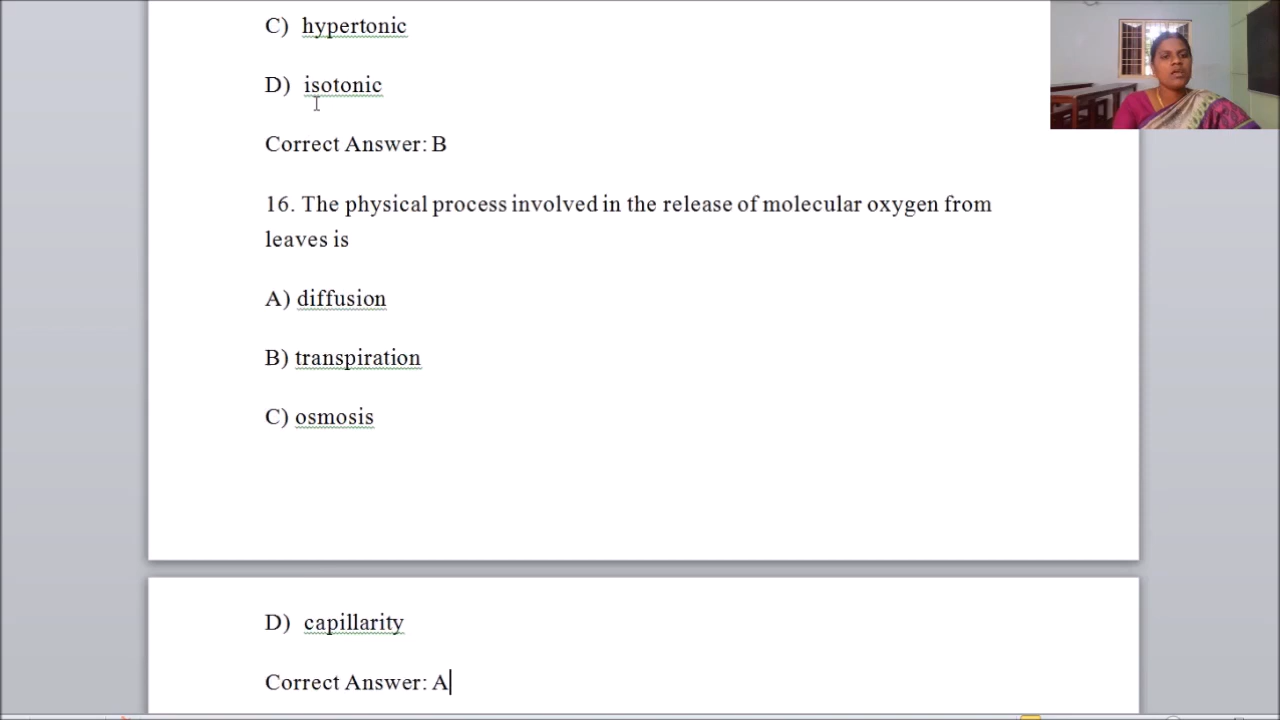 C) hypertonic
D) isotonic
Correct Answer: B
16. The physical process involved in the release of molecular oxygen from
leaves is
A) diffusion
B) transpiration
C) osmosis
D) capillarity
Correct Answer: A